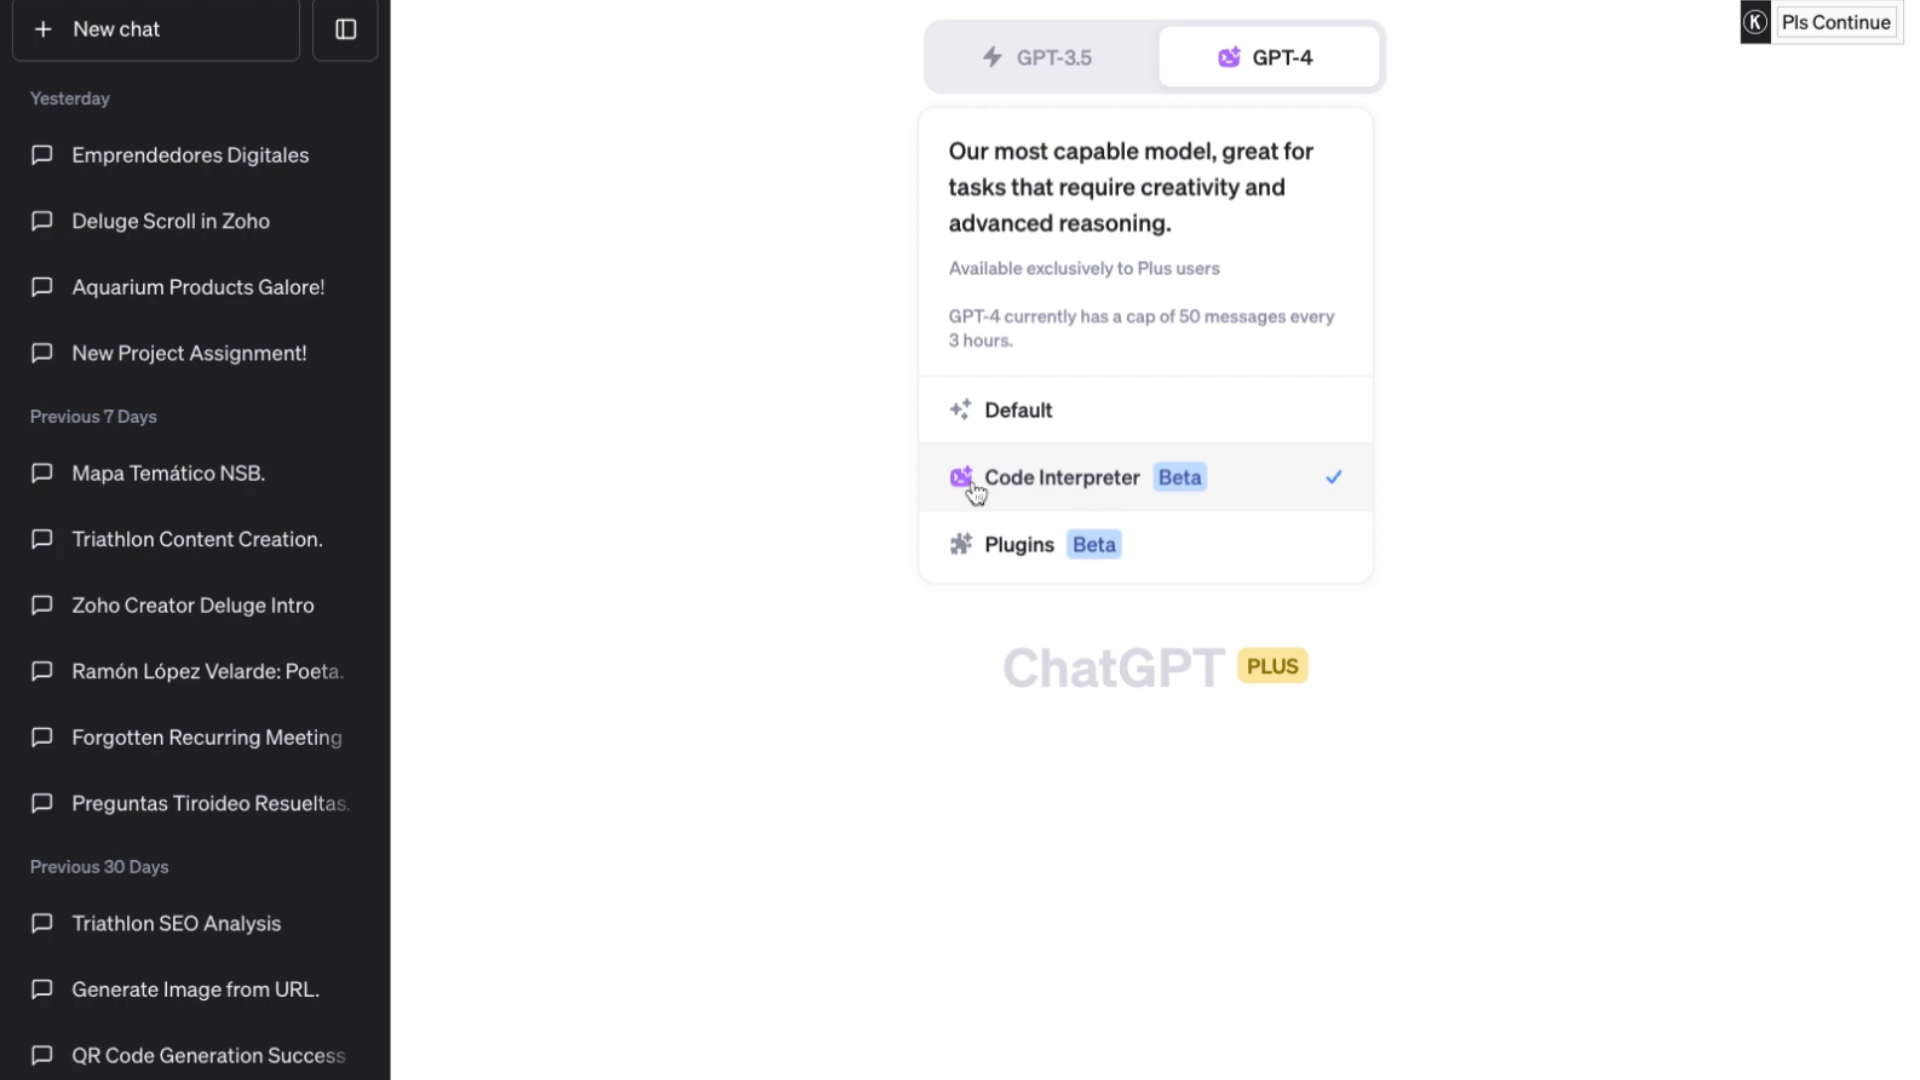 New chat
Yesterday
Emprendedores Digitales
Deluge Scroll in Zoho
Aquarium Products Galore!
New Project Assignment!
Previous 7 Days
Mapa Temático NSB.
Triathlon Content Creation.
Zoho Creator Deluge Intro
Ramón López Velarde: Poeta.
Forgotten Recurring Meeting
Preguntas Tiroideo Resueltas.
Previous 30 Days
Triathlon SEO Analysis
Generate Image from URL.
QR Code Generation Success
GPT-3.5
GPT-4
Our most capable model, great for
tasks that require creativity and
advanced reasoning.
Available exclusively to Plus users
GPT-4 currently has a cap of 50 messages every
3 hours.
Default
Code Interpreter Beta
Plugins Beta
ChatGPT PLUS
K Pls Continue